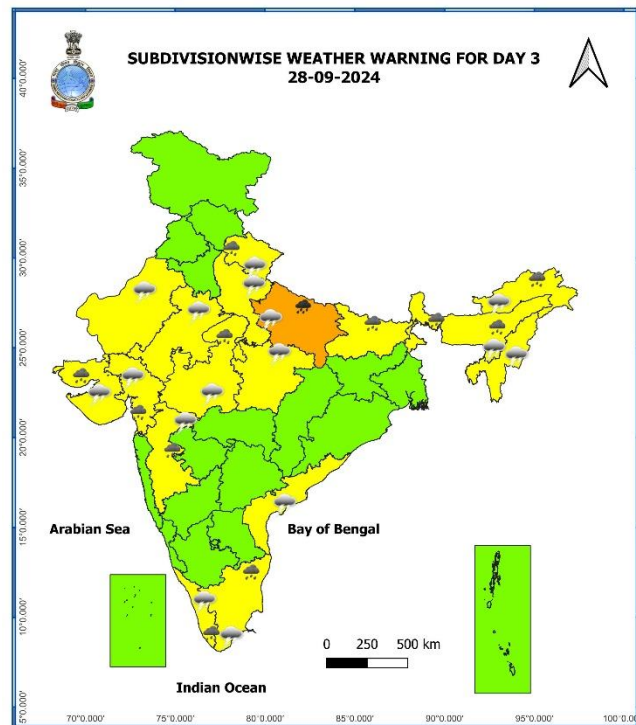 SUBDIVISIONWISE WEATHER WARNING FOR DAY 3
28-09-2024
40°0.000'
35°0.000'
30°0.000'
25°0.000'
20°0.000'
15°0.000'
10°0.000'
5°0.000'
Arabian Sea
Bay of Bengal
0 250 500 km
Indian Ocean
70°0.000' 75°0.000' 80°0.000' 85°0.000' 90°0.000' 95°0.000'